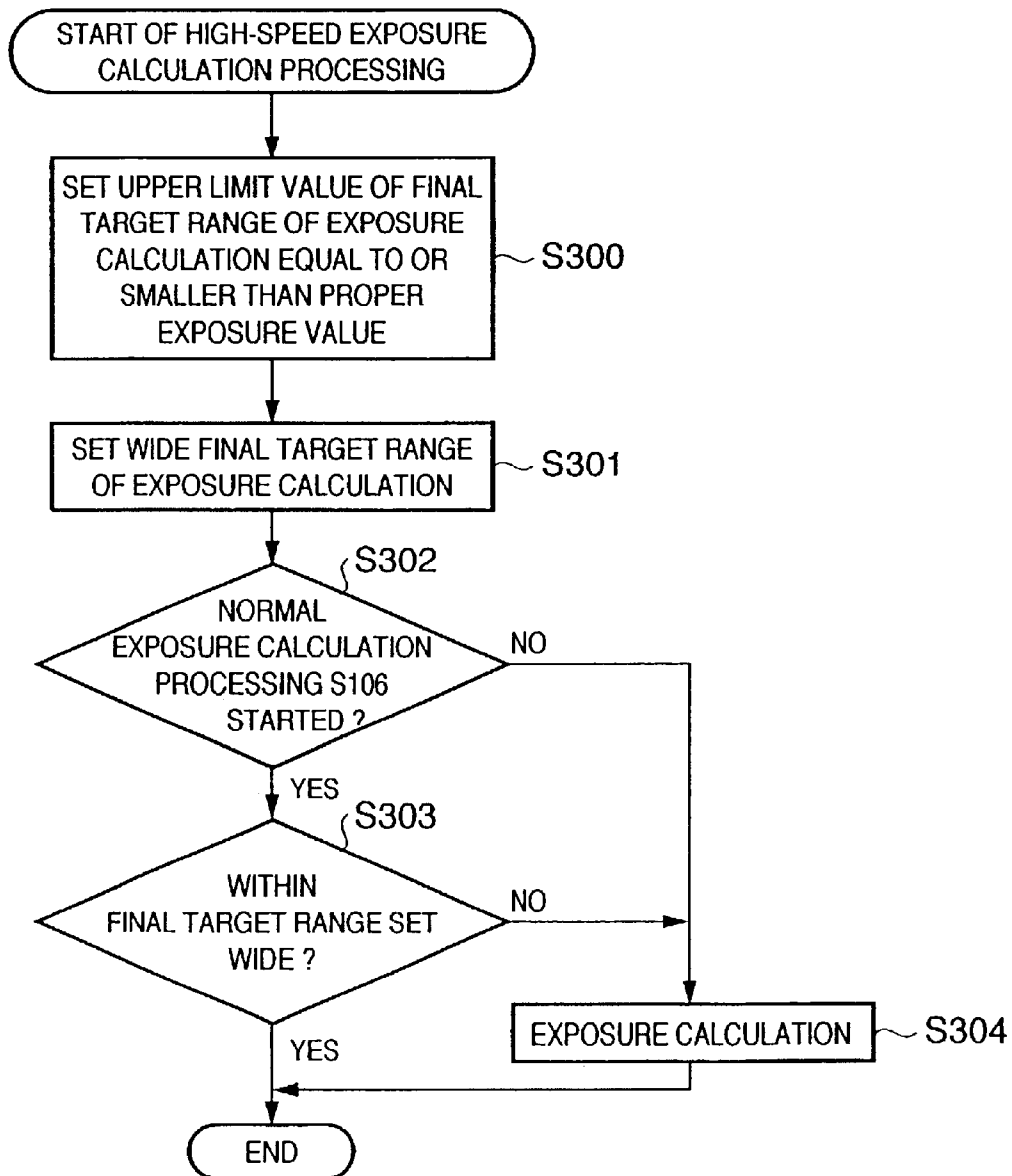 START OF HIGH-SPEED EXPOSURE
CALCULATION PROCESSING
SET UPPER LIMIT VALUE OF FINAL
TARGET RANGE OF EXPOSURE
CALCULATION EQUAL TO OR
SMALLER THAN PROPER
EXPOSURE VALUE
S300
SET WIDE FINAL TARGET RANGE
OF EXPOSURE CALCULATION
S301
S302
NORMAL
EXPOSURE CALCULATION
PROCESSING S106
STARTED ?
NO
YES
S303
WITHIN
FINAL TARGET RANGE SET
WIDE ?
NO
YES
EXPOSURE CALCULATION
S304
END